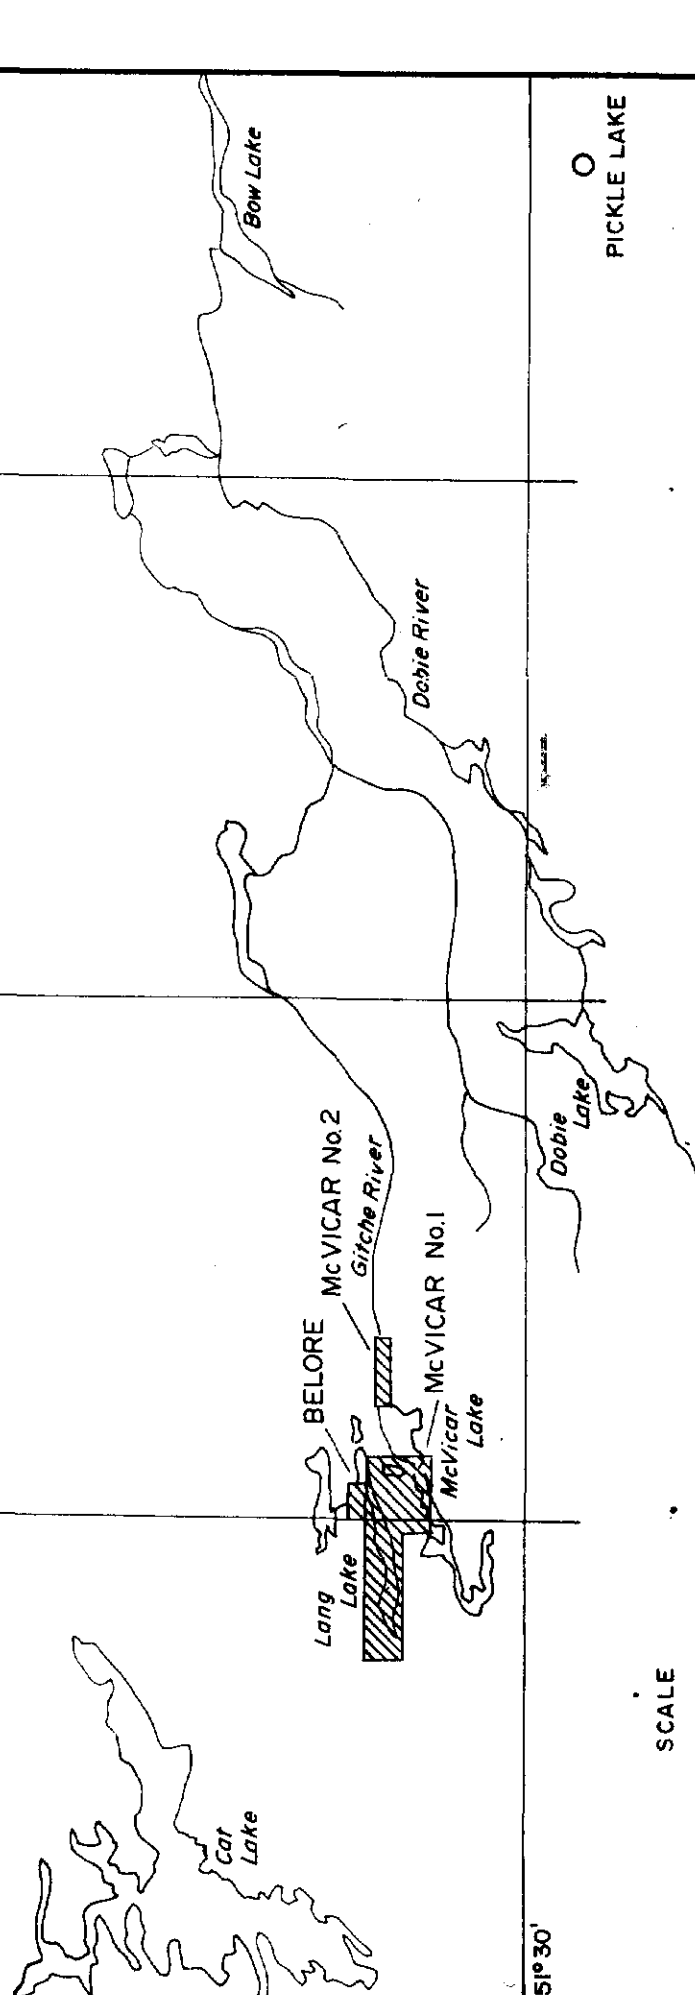 Cat
Lake
51°30'
Lang
Lake
BELORE
McVICAR No.2
Gitche River
McVICAR No.1
McVicar
Lake
Dobie
Lake
Dobie River
Bow Lake
PICKLE LAKE
SCALE